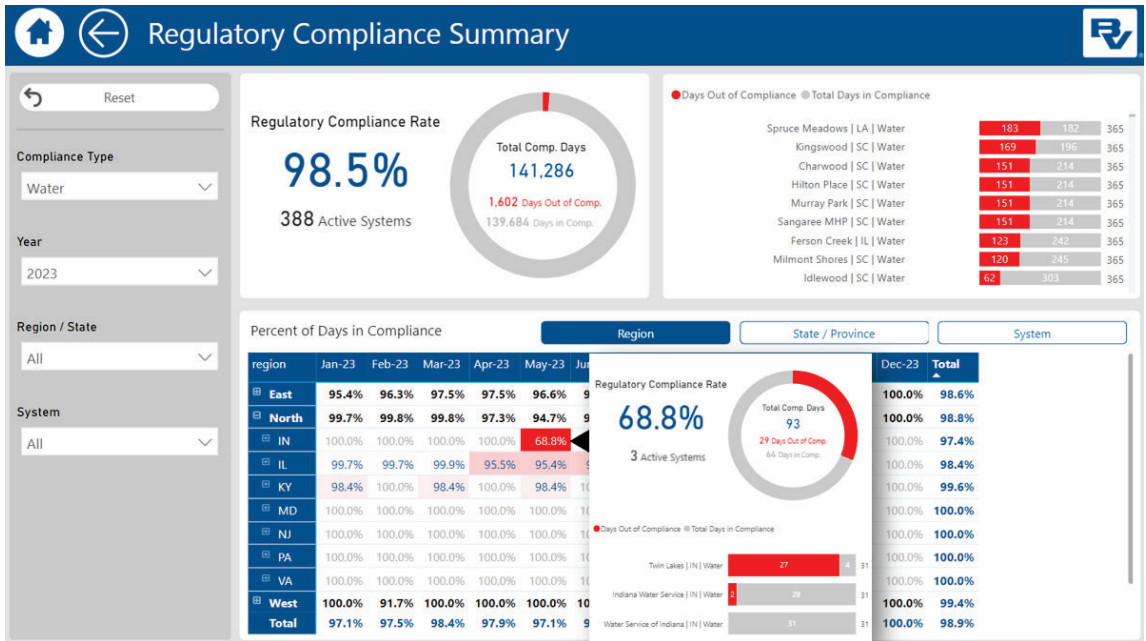 Regulatory Compliance Summary
RV
Reset
Compliance Type
Water
Year
2023
Region / State
All
System
All
Regulatory Compliance Rate
98.5%
388 Active Systems
Total Comp. Days
141,286
1,602 Days Out of Comp.
139,684 Days in Comp.
Days Out of Compliance Total Days in Compliance
Spruce Meadows | LA | Water 183 182 365
Kingswood | SC | Water 169 196 365
Charwood | SC | Water 151 214 365
Hilton Place | SC | Water 151 214 365
Murray Park | SC | Water 151 214 365
Sangaree MHP | SC | Water 151 214 365
Ferson Creek | IL | Water 123 242 365
Milmont Shores | SC | Water 120 245 365
Idlewood | SC | Water 62 303 365
Percent of Days in Compliance Region State / Province System
region Jan-23 Feb-23 Mar-23 Apr-23 May-23 Dec-23 Total
East 95.4% 96.3% 97.5% 97.5% 96.6% 9 100.0% 98.6%
North 99.7% 99.8% 99.8% 97.3% 94.7% 9 100.0% 98.8%
IN 100.0% 100.0% 100.0% 100.0% 68.8% 100.0% 97.4%
IL 99.7% 99.7% 99.9% 95.5% 95.4% 100.0% 98.4%
KY 98.4% 100.0% 98.4% 100.0% 98.4% 10 100.0% 99.6%
MD 100.0% 100.0% 100.0% 100.0% 100.0% 10 100.0% 100.0%
NJ 100.0% 100.0% 100.0% 100.0% 100.0% 10 100.0% 100.0%
PA 100.0% 100.0% 100.0% 100.0% 100.0% 10 100.0% 100.0%
VA 100.0% 100.0% 100.0% 100.0% 100.0% 10 100.0% 100.0%
West 100.0% 91.7% 100.0% 100.0% 100.0% 10 100.0% 99.4%
Total 97.1% 97.5% 98.4% 97.9% 97.1% 9 100.0% 98.9%
Regulatory Compliance Rate
68.8%
3 Active Systems
Total Comp. Days
93
29 Days Out of Comp.
64 Days in Comp.
Days Out of Compliance Total Days in Compliance
Twin Lakes | IN | Water 27 4 31
Indiana Water Service | IN | Water 2 29 31
Water Service of Indiana | IN | Water 31 31